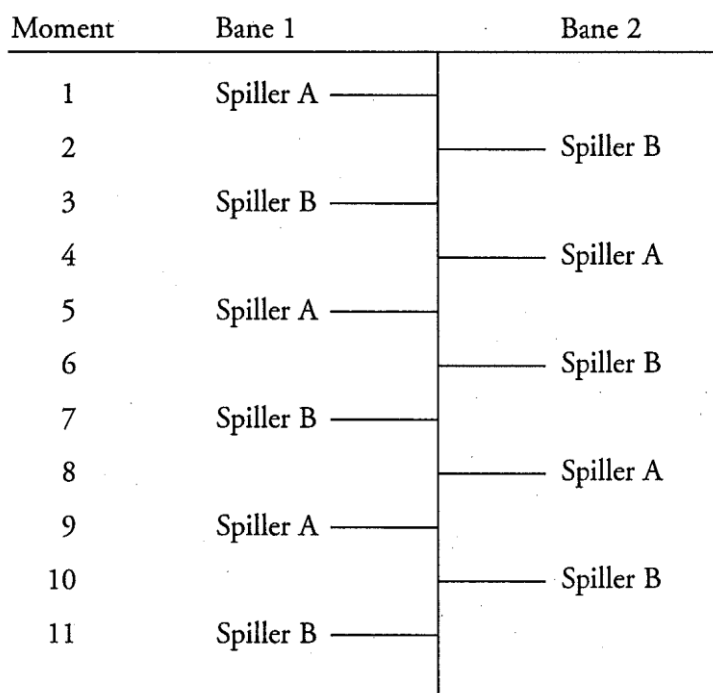 Moment Bane 1 Bane 2
1 Spiller A
2 Spiller B
3 Spiller B
4 Spiller A
5 Spiller A
6 Spiller B
7 Spiller B
8 Spiller A
9 Spiller A
10 Spiller B
11 Spiller B